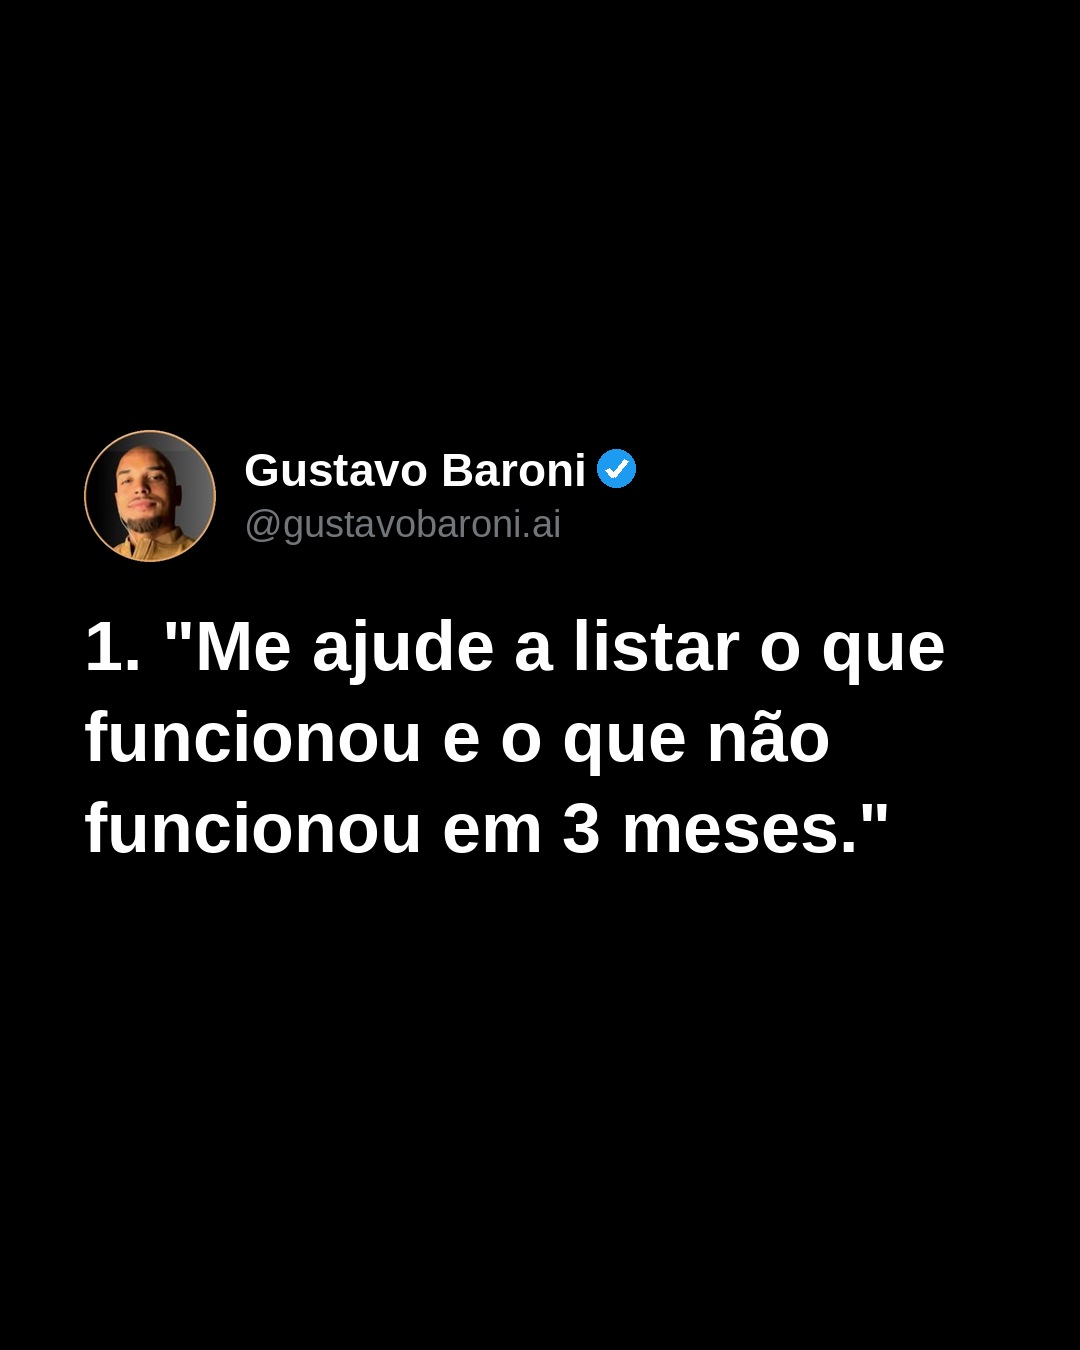 Gustavo Baroni
@gustavobaroni.ai
1. "Me ajude a listar o que
funcionou e o que não
funcionou em 3 meses."